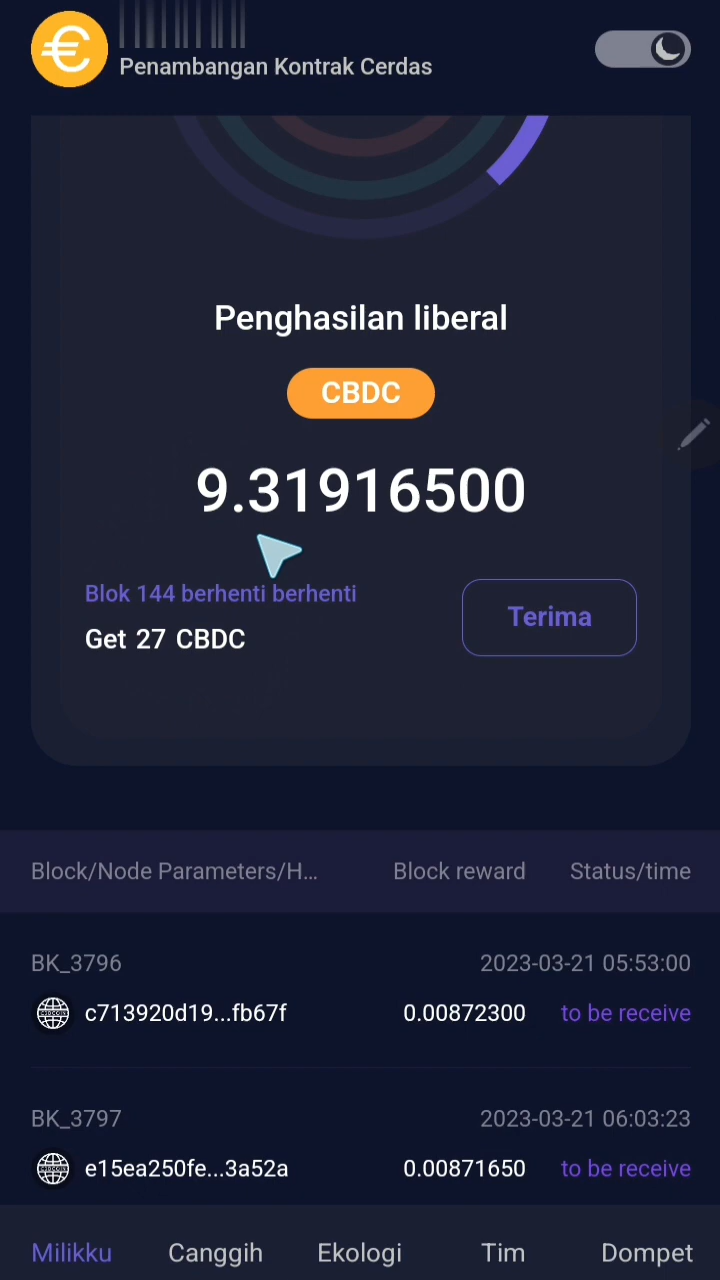 Penambangan Kontrak Cerdas
Penghasilan liberal
CBDC
9.31916500
Blok 144 berhenti berhenti
Get 27 CBDC
Terima
Block/Node Parameters/H... Block reward Status/time
BK_3796 2023-03-21 05:53:00
c713920d19...fb67f 0.00872300 to be receive
BK_3797 2023-03-21 06:03:23
e15ea250fe...3a52a 0.00871650 to be receive
Milikku Canggih Ekologi Tim Dompet